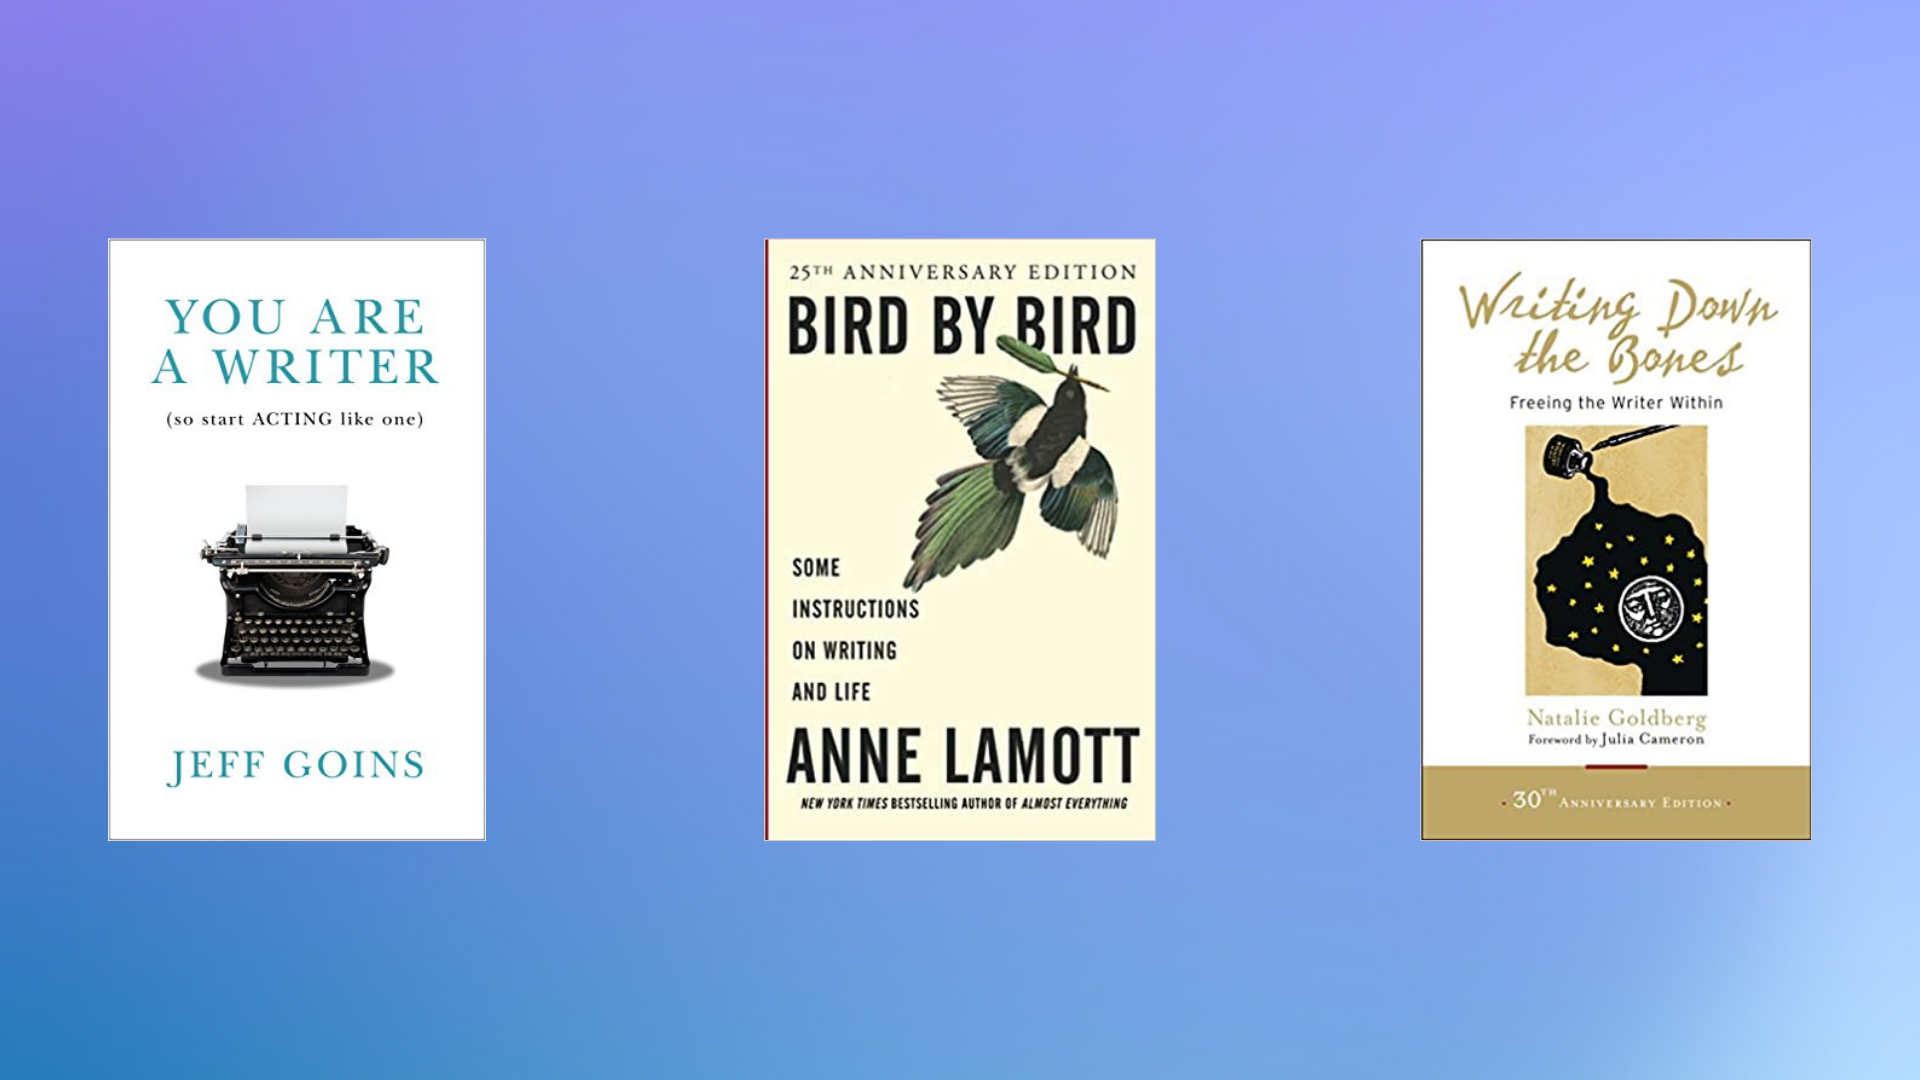 YOU ARE
A WRITER
(so start ACTING like one)
JEFF GOINS
25TH ANNIVERSARY EDITION
BIRD BY BIRD
SOME
INSTRUCTIONS
ON WRITING
AND LIFE
ANNE LAMOTT
NEW YORK TIMES BESTSELLING AUTHOR OF ALMOST EVERYTHING
Writing Down
the Bones
Freeing the Writer Within
Natalie Goldberg
Foreword by Julia Cameron
• 30TH ANNIVERSARY EDITION •